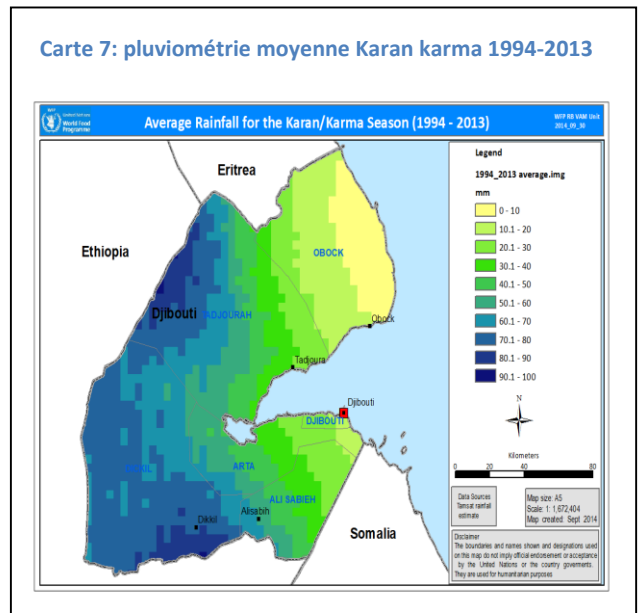 Carte 7: pluviométrie moyenne Karan karma 1994-2013
World Food
Programme
Average Rainfall for the Karan/Karma Season (1994 - 2013)
WFP RB VAM Unit
2014_09_30
Eritrea
Ethiopia
OBOCK
Djibouti
TADJOURAH
Obock
Tadjoura
Djibouti
DJIBOUTI
DIKKIL
ARTA
ALI SABIEH
Alisabih
Dikkil
Somalia
Legend
1994_2013 average.img
mm
0 - 10
10.1 - 20
20.1 - 30
30.1 - 40
40.1 - 50
50.1 - 60
60.1 - 70
70.1 - 80
80.1 - 90
90.1 - 100
N
Kilometers
0 20 40 80
Data Sources
Tamsat rainfall
estimate
Map size: A5
Scale: 1: 1,672,404
Map created: Sept 2014
Disclaimer
The boundaries and names shown and designations used
on this map do not imply official endorsement or acceptance
by the United Nations or the country goverments.
They are used for humanitarian purposes